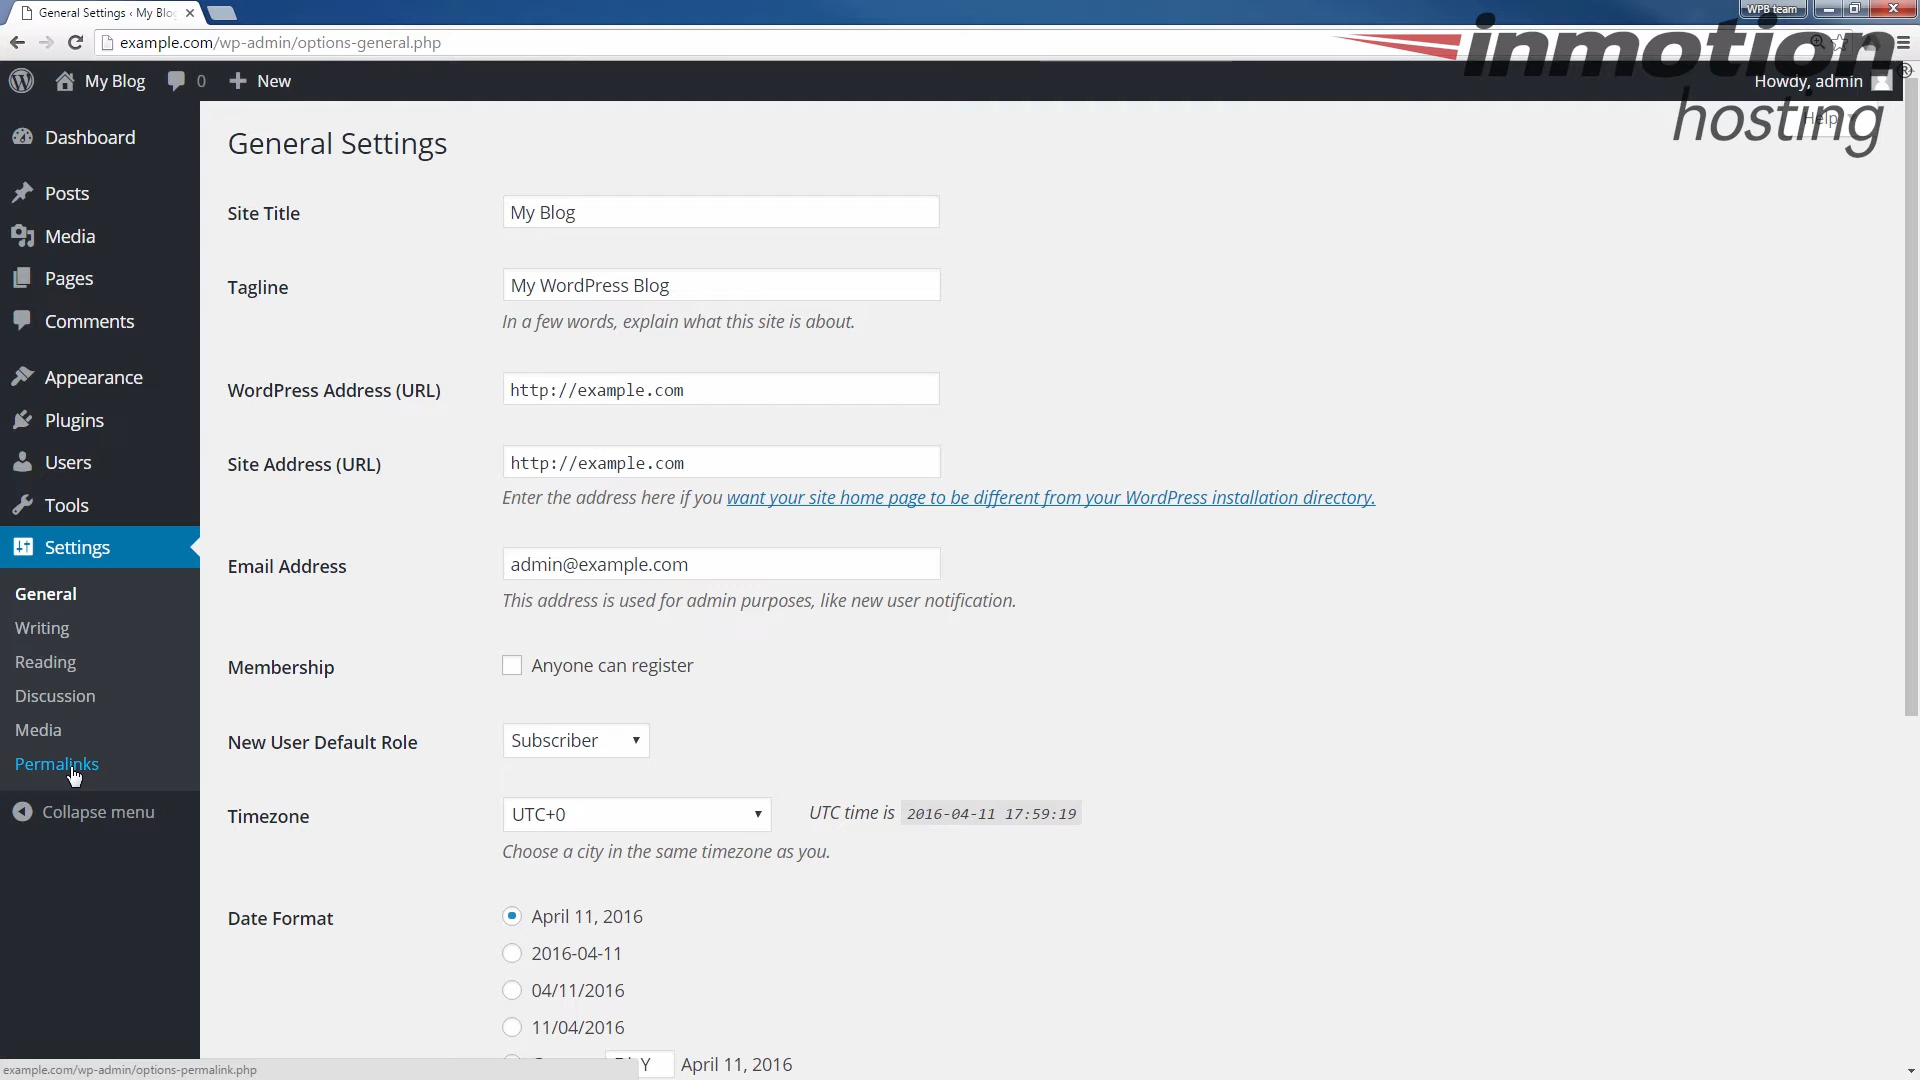 General Settings ‹ My Blo
WPB team
example.com/wp-admin/options-general.php
inmotion
hosting
®
My Blog
0
New
Howdy, admin
Help
Dashboard
Posts
Media
Pages
Comments
Appearance
Plugins
Users
Tools
Settings
General
Writing
Reading
Discussion
Media
Permalinks
Collapse menu
General Settings
Site Title
My Blog
Tagline
My WordPress Blog
In a few words, explain what this site is about.
WordPress Address (URL)
http://example.com
Site Address (URL)
http://example.com
Enter the address here if you want your site home page to be different from your WordPress installation directory.
Email Address
admin@example.com
This address is used for admin purposes, like new user notification.
Membership
Anyone can register
New User Default Role
Subscriber
Timezone
UTC+0
UTC time is 2016-04-11 17:59:19
Choose a city in the same timezone as you.
Date Format
April 11, 2016
2016-04-11
04/11/2016
11/04/2016
April 11, 2016
example.com/wp-admin/options-permalink.php